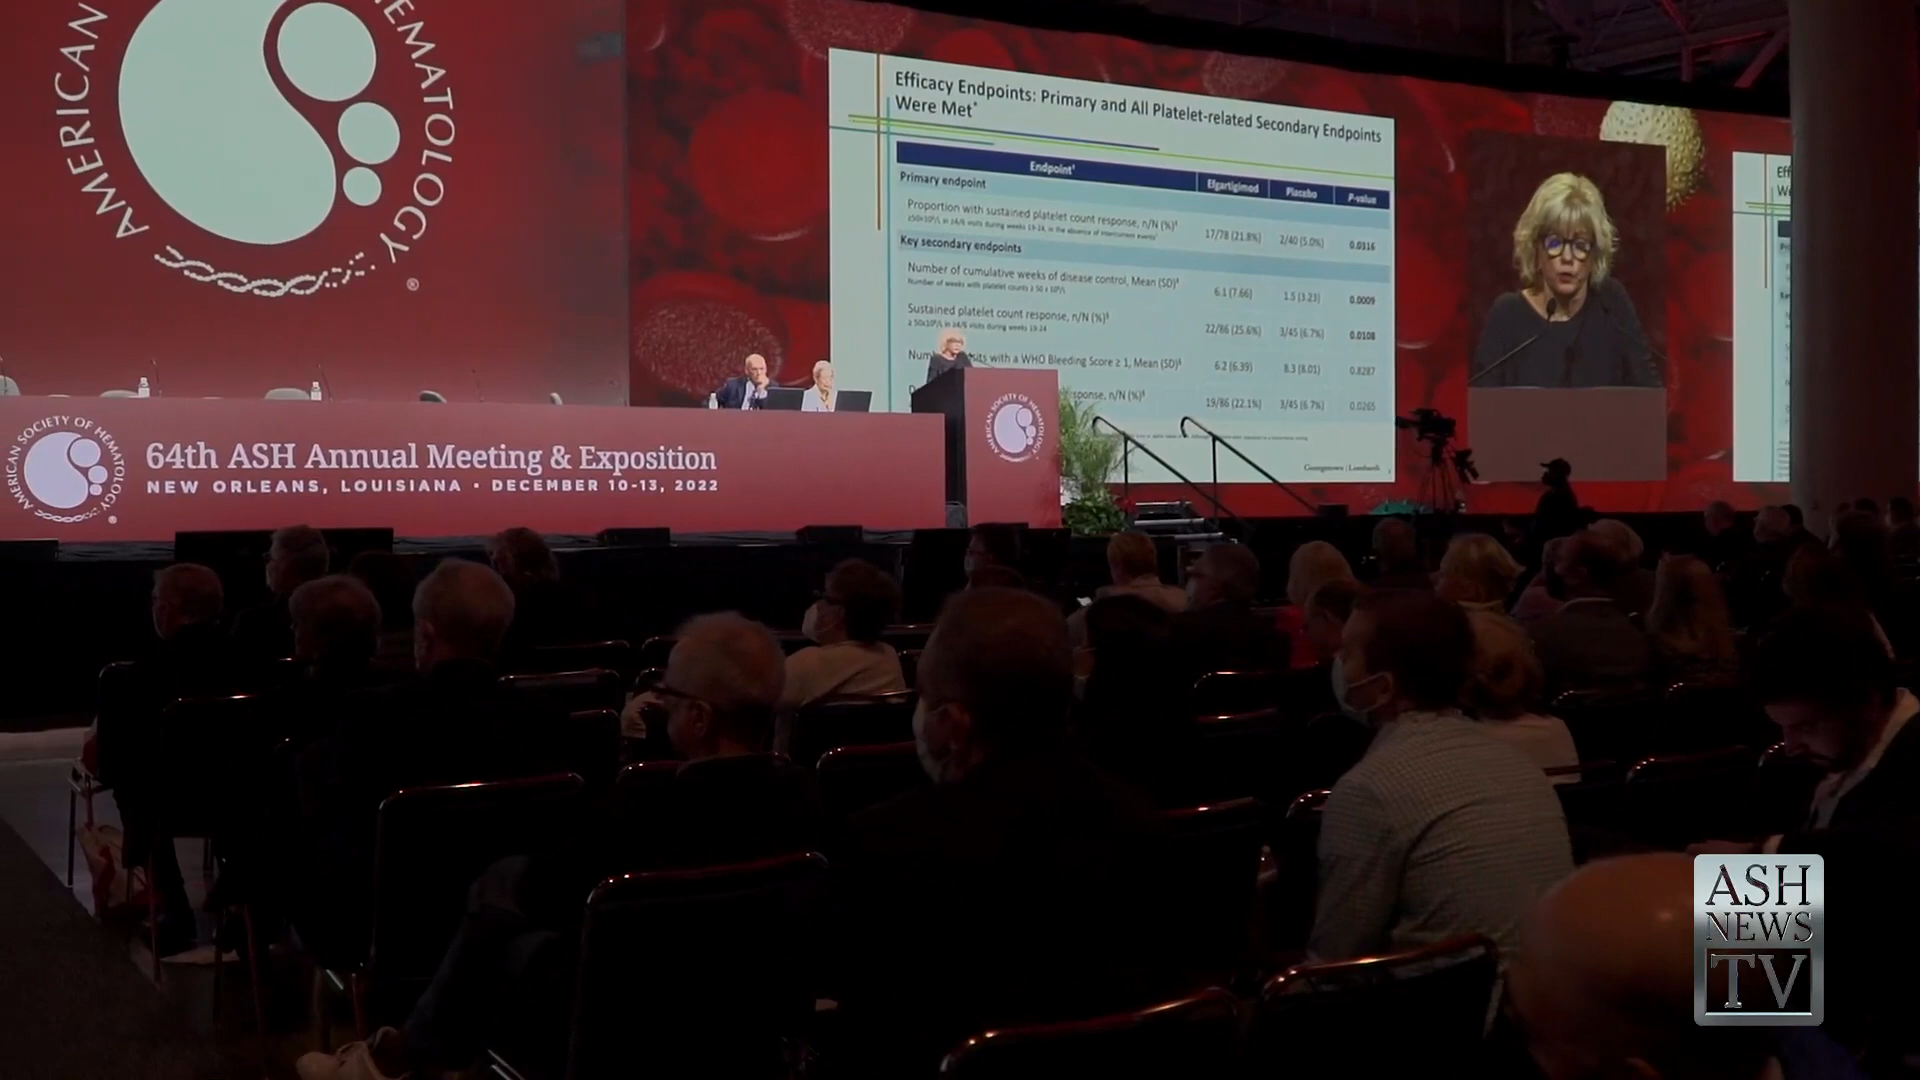 AMERICAN
HEMATOLOGY
®
Efficacy Endpoints: Primary and All Platelet-related Secondary Endpoints
Were Met*
Endpoint
Efgartigimod
Placebo
P-value
Primary endpoint
Proportion with sustained platelet count response, n/N (%)
17/78 (21.8%)
2/40 (5.0%)
0.0316
Key secondary endpoints
Number of cumulative weeks of disease control, Mean (SD)
Number of weeks with platelet counts ≥ 50 x 10⁹/L
6.1 (7.66)
1.5 (3.23)
0.0009
Sustained platelet count response, n/N (%)
22/86 (25.6%)
3/45 (6.7%)
0.0108
with a WHO Bleeding Score ≥ 1, Mean (SD)
6.2 (6.39)
8.3 (8.01)
0.8287
n/N (%)
19/86 (22.1%)
3/45 (6.7%)
0.0265
Georgetown | Lombardi
AMERICAN SOCIETY OF HEMATOLOGY
®
64th ASH Annual Meeting & Exposition
NEW ORLEANS, LOUISIANA • DECEMBER 10-13, 2022
AMERICAN SOCIETY OF HEMATOLOGY
ASH
NEWS
TV